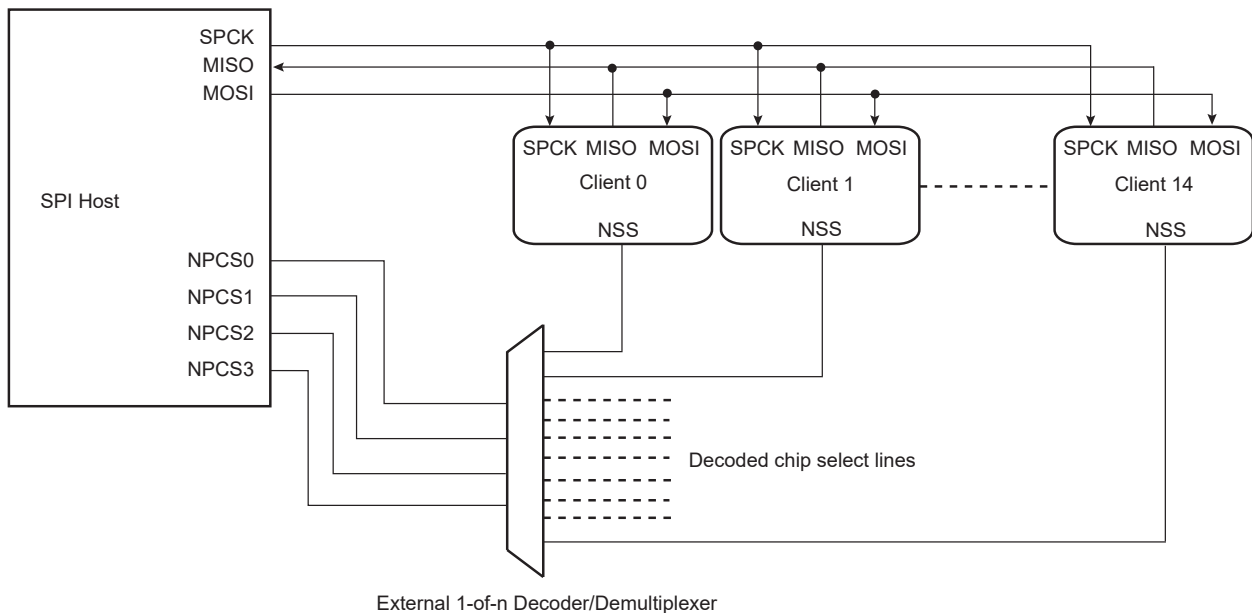 SPCK
MISO
MOSI
SPI Host
NPCS0
NPCS1
NPCS2
NPCS3
SPCK MISO MOSI
Client 0
NSS
SPCK MISO MOSI
Client 1
NSS
SPCK MISO MOSI
Client 14
NSS
Decoded chip select lines
External 1-of-n Decoder/Demultiplexer